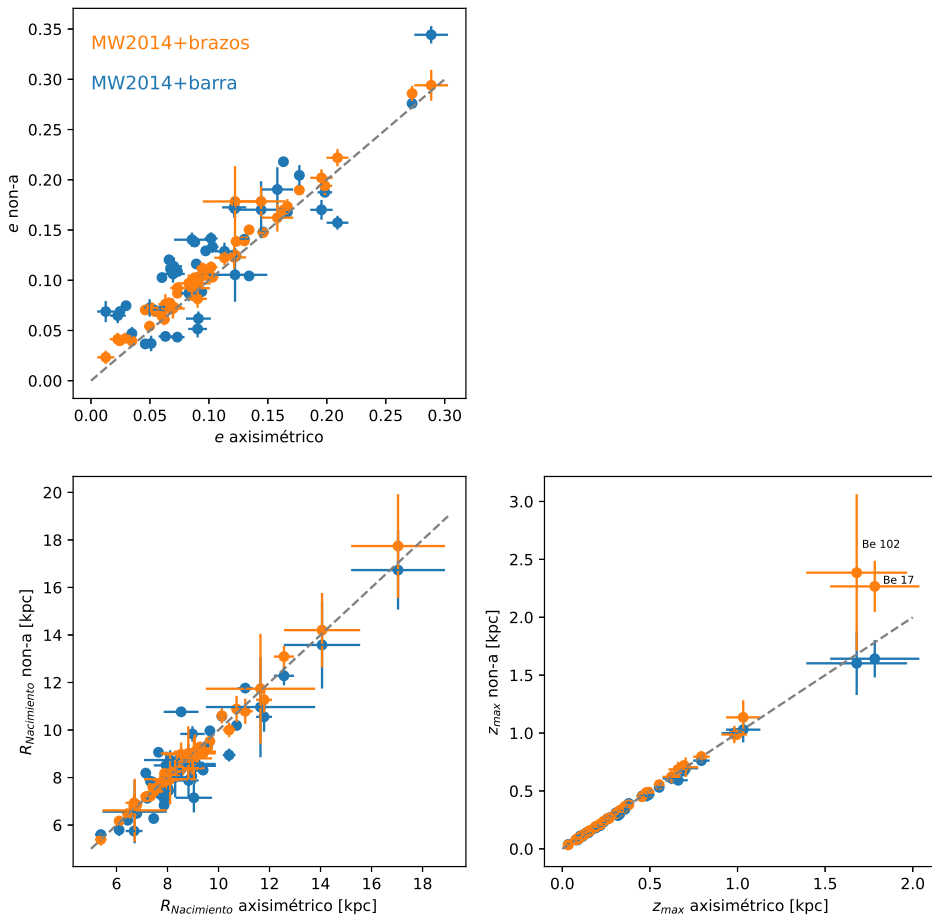 0.35
0.30
0.25
0.20
0.15
0.10
0.05
0.00
e non-a
MW2014+brazos
MW2014+barra
0.00 0.05 0.10 0.15 0.20 0.25 0.30
e axisimétrico
20
18
16
14
12
10
8
6
R_Nacimiento non-a [kpc]
6 8 10 12 14 16 18
R_Nacimiento axisimétrico [kpc]
3.0
2.5
2.0
1.5
1.0
0.5
0.0
z_max non-a [kpc]
Be 102
Be 17
0.0 0.5 1.0 1.5 2.0
z_max axisimétrico [kpc]